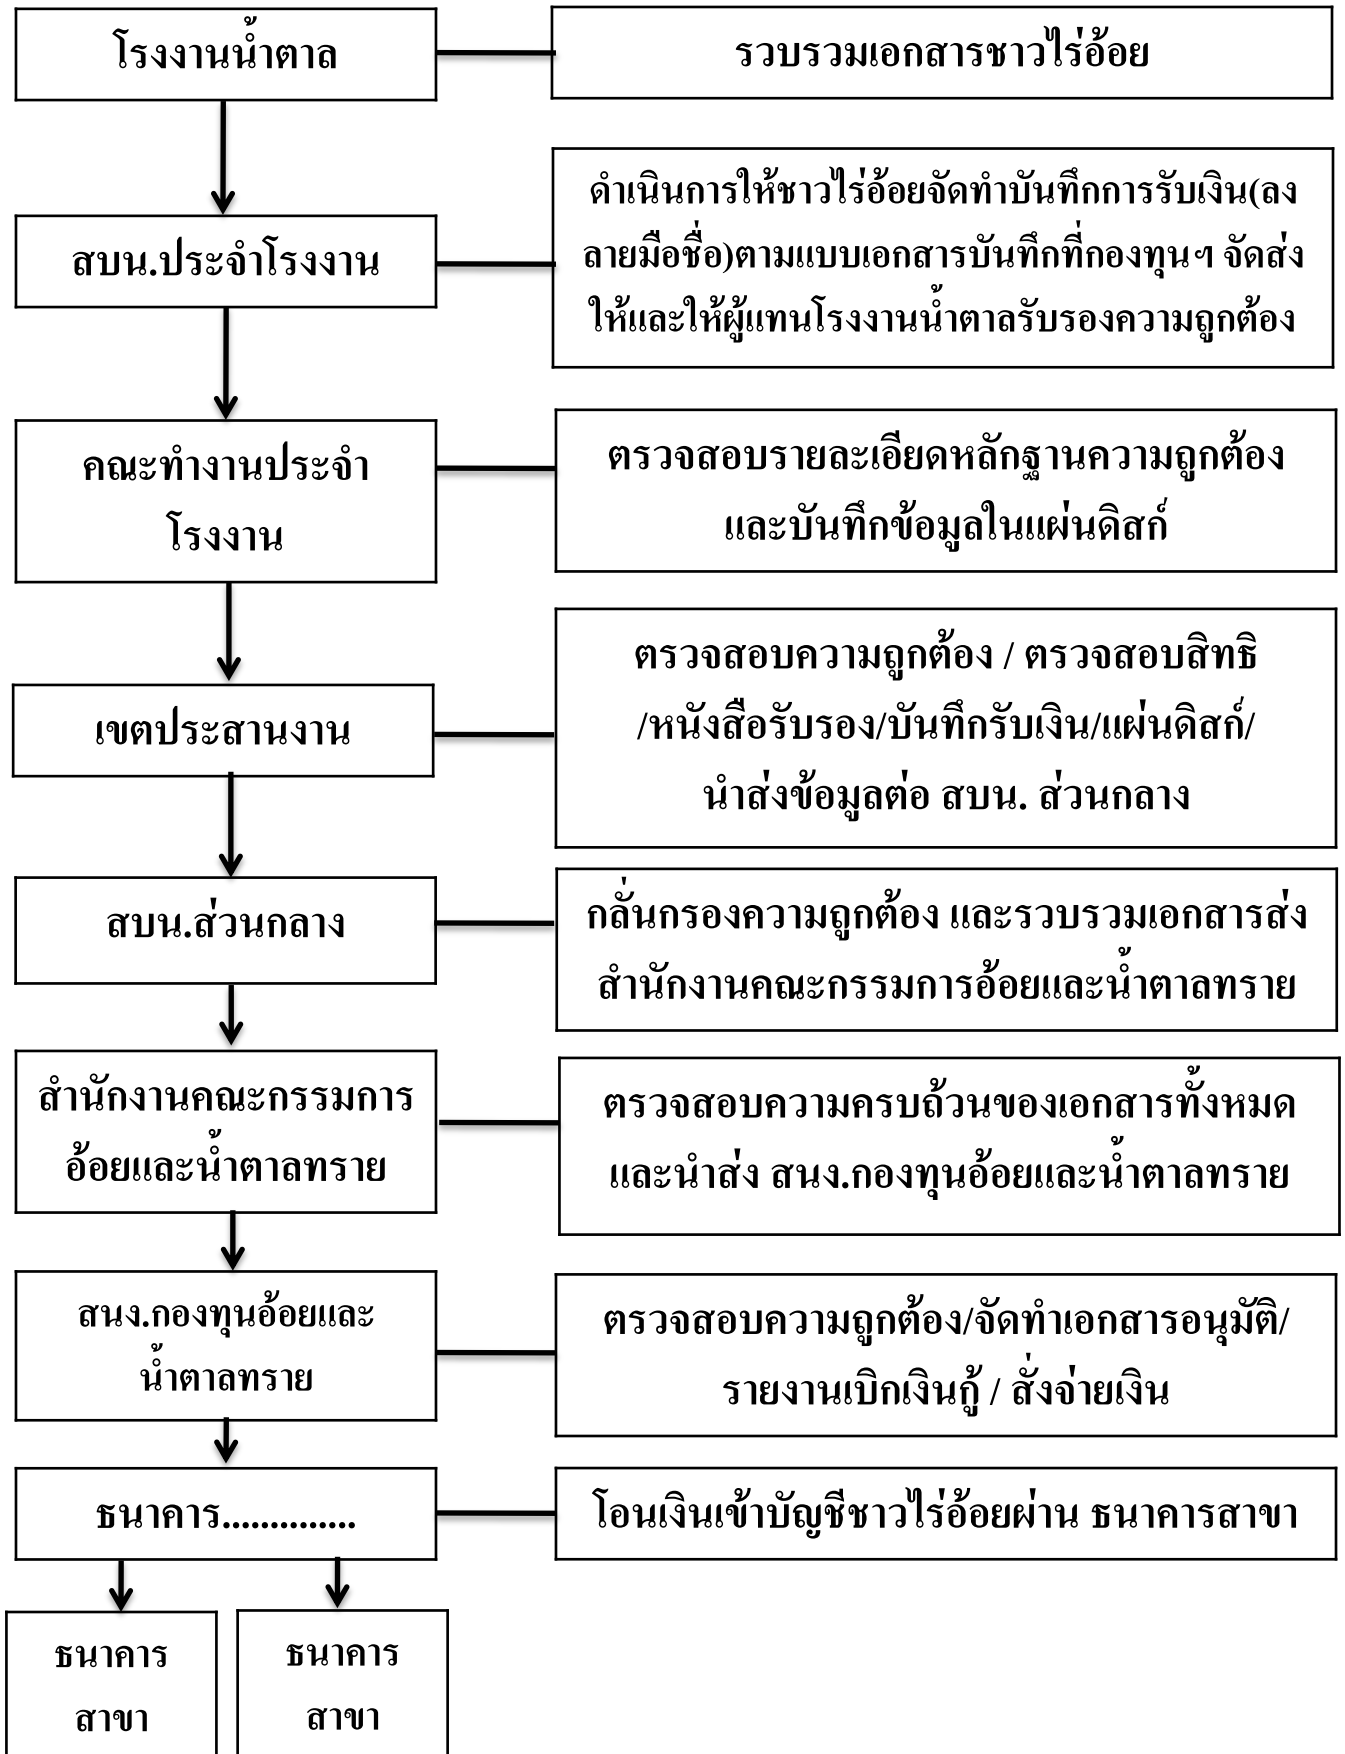 โรงงานน้ำตาล
รวบรวมเอกสารชาวไร่อ้อย
สบน.ประจำโรงงาน
ดำเนินการให้ชาวไร่อ้อยจัดทำบันทึกการรับเงิน(ลง
ลายมือชื่อ)ตามแบบเอกสารบันทึกที่กองทุนฯ จัดส่ง
ให้และให้ผู้แทนโรงงานน้ำตาลรับรองความถูกต้อง
คณะทำงานประจำ
โรงงาน
ตรวจสอบรายละเอียดหลักฐานความถูกต้อง
และบันทึกข้อมูลในแผ่นดิสก์
เขตประสานงาน
ตรวจสอบความถูกต้อง / ตรวจสอบสิทธิ
/หนังสือรับรอง/บันทึกรับเงิน/แผ่นดิสก์/
นำส่งข้อมูลต่อ สบน. ส่วนกลาง
สบน.ส่วนกลาง
กลั่นกรองความถูกต้อง และรวบรวมเอกสารส่ง
สำนักงานคณะกรรมการอ้อยและน้ำตาลทราย
สำนักงานคณะกรรมการ
อ้อยและน้ำตาลทราย
ตรวจสอบความครบถ้วนของเอกสารทั้งหมด
และนำส่ง สนง.กองทุนอ้อยและน้ำตาลทราย
สนง.กองทุนอ้อยและ
น้ำตาลทราย
ตรวจสอบความถูกต้อง/จัดทำเอกสารอนุมัติ/
รายงานเบิกเงินกู้ / สั่งจ่ายเงิน
ธนาคาร..............
โอนเงินเข้าบัญชีชาวไร่อ้อยผ่าน ธนาคารสาขา
ธนาคาร
สาขา
ธนาคาร
สาขา